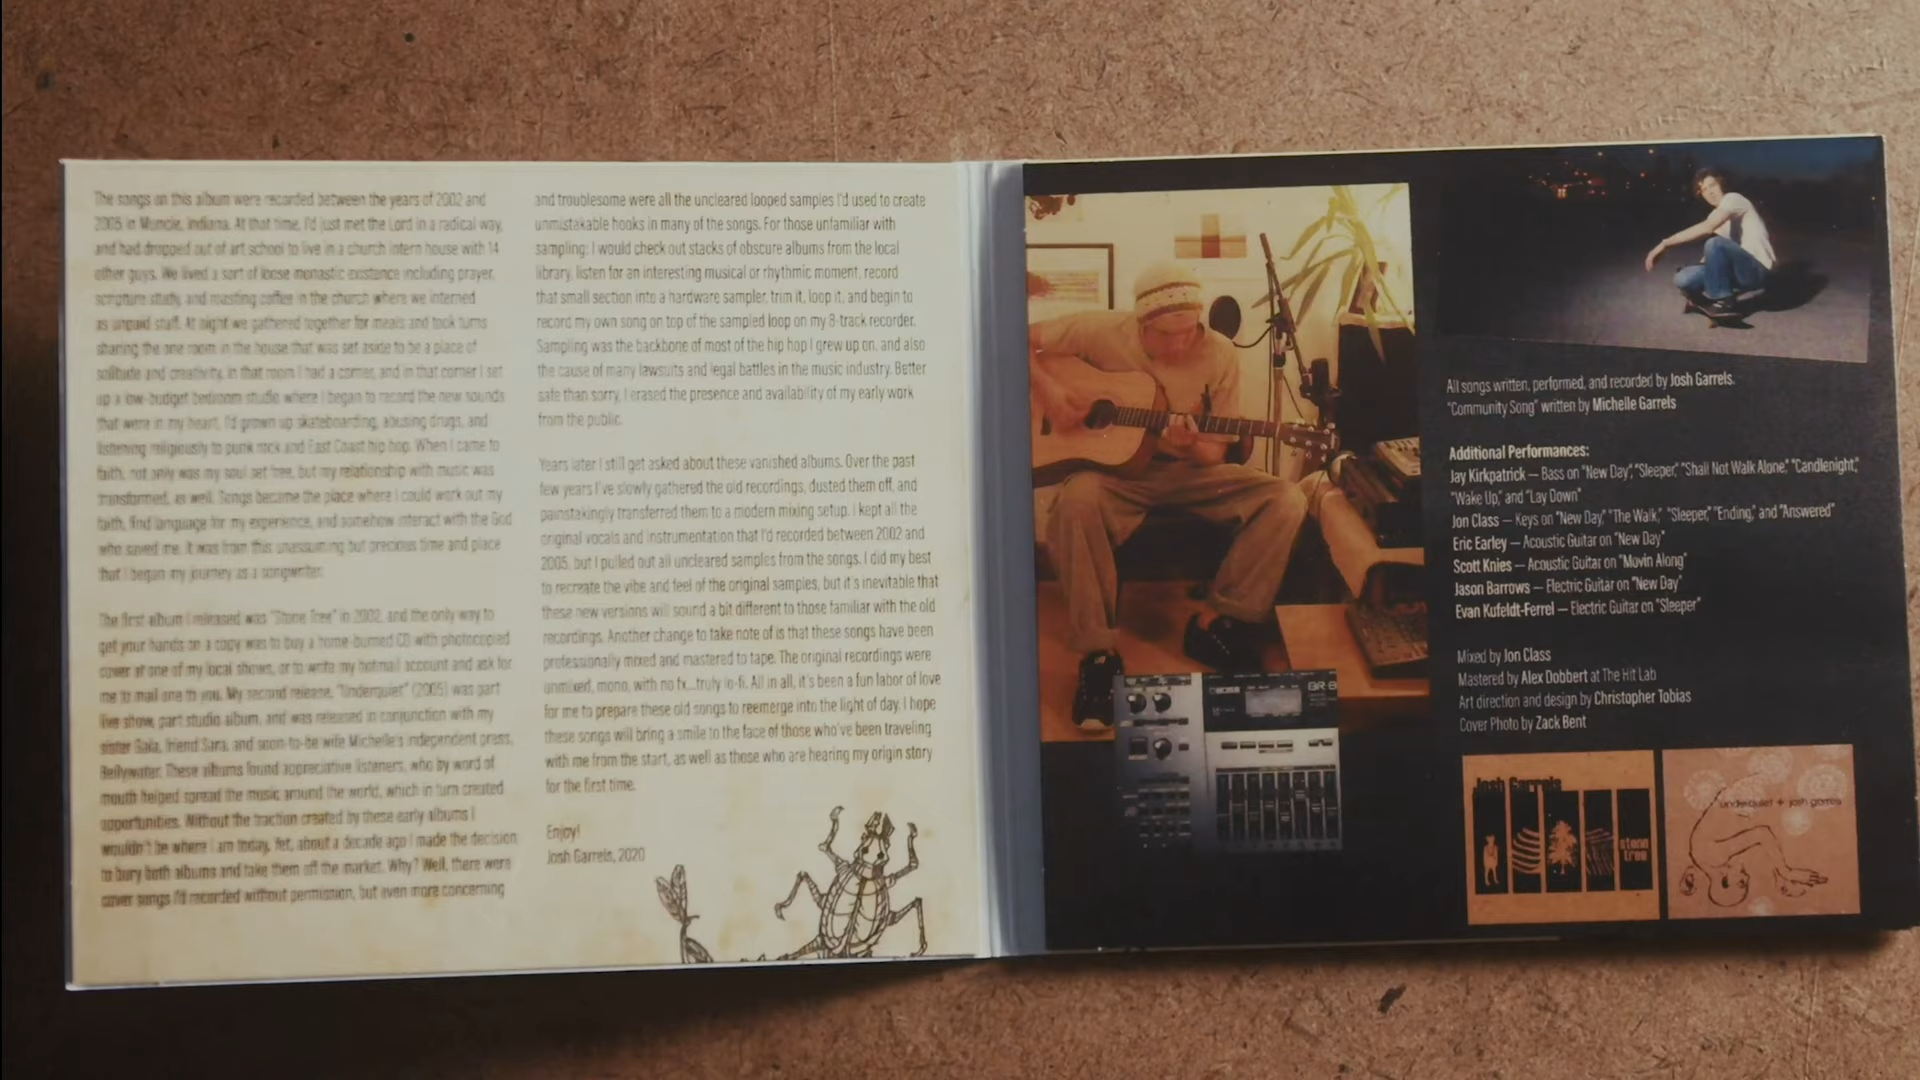 The songs on this album were recorded between the years of 2002 and
2005 in Muncie, Indiana. At that time, I'd just met the Lord in a radical way,
and had dropped out of art school to live in a church intern house with 14
other guys. We lived a sort of loose monastic existence including prayer,
scripture study, and roasting coffee in the church where we interned
as unpaid staff. At night we gathered together for meals and took turns
sharing the one room in the house that was set aside to be a place of
solitude and creativity. In that room I had a corner, and in that corner I set
up a low-budget bedroom studio where I began to record the new sounds
that were in my heart. I'd grown up skateboarding, abusing drugs, and
listening religiously to punk rock and East Coast hip hop. When I came to
faith, not only was my soul set free, but my relationship with music was
transformed, as well. Songs became the place where I could work out my
faith, find language for my experience, and somehow interact with the God
who saved me. It was from this unassuming but precious time and place
that I began my journey as a songwriter.
The first album I released was "Stone Tree" in 2002, and the only way to
get your hands on a copy was to buy a home-burned CD with photocopied
cover at one of my local shows, or to write my hotmail account and ask for
me to mail one to you. My second release, "Underquiet" (2005) was part
live show, part studio album, and was released in conjunction with my
sister Gala, friend Sara, and soon-to-be wife Michelle's independent press,
Bellywater. These albums found appreciative listeners, who by word of
mouth helped spread the music around the world, which in turn created
opportunities. Without the traction created by these early albums I
wouldn't be where I am today. Yet, about a decade ago I made the decision
to bury both albums and take them off the market. Why? Well, there were
cover songs I'd recorded without permission, but even more concerning
and troublesome were all the uncleared looped samples I'd used to create
unmistakable hooks in many of the songs. For those unfamiliar with
sampling: I would check out stacks of obscure albums from the local
library, listen for an interesting musical or rhythmic moment, record
that small section into a hardware sampler, trim it, loop it, and begin to
record my own song on top of the sampled loop on my 8-track recorder.
Sampling was the backbone of most of the hip hop I grew up on, and also
the cause of many lawsuits and legal battles in the music industry. Better
safe than sorry, I erased the presence and availability of my early work
from the public.
Years later I still get asked about these vanished albums. Over the past
few years I've slowly gathered the old recordings, dusted them off, and
painstakingly transferred them to a modern mixing setup. I kept all the
original vocals and instrumentation that I'd recorded between 2002 and
2005, but I pulled out all uncleared samples from the songs. I did my best
to recreate the vibe and feel of the original samples, but it's inevitable that
these new versions will sound a bit different to those familiar with the old
recordings. Another change to take note of is that these songs have been
professionally mixed and mastered to tape. The original recordings were
unmixed, mono, with no fx...truly lo-fi. All in all, it's been a fun labor of love
for me to prepare these old songs to reemerge into the light of day. I hope
these songs will bring a smile to the face of those who've been traveling
with me from the start, as well as those who are hearing my origin story
for the first time.
Enjoy!
Josh Garrels, 2020
BOSS
BR-8
All songs written, performed, and recorded by Josh Garrels.
"Community Song" written by Michelle Garrels
Additional Performances:
Jay Kirkpatrick — Bass on "New Day," "Sleeper," "Shall Not Walk Alone," "Candlenight,"
"Wake Up," and "Lay Down"
Jon Class — Keys on "New Day," "The Walk," "Sleeper," "Ending," and "Answered"
Eric Earley — Acoustic Guitar on "New Day"
Scott Knies — Acoustic Guitar on "Movin Along"
Jason Barrows — Electric Guitar on "New Day"
Evan Kufeldt-Ferrel — Electric Guitar on "Sleeper"
Mixed by Jon Class
Mastered by Alex Dobbert at The Hit Lab
Art direction and design by Christopher Tobias
Cover Photo by Zack Bent
Josh Garrels
stone
tree
underquiet + josh garrels